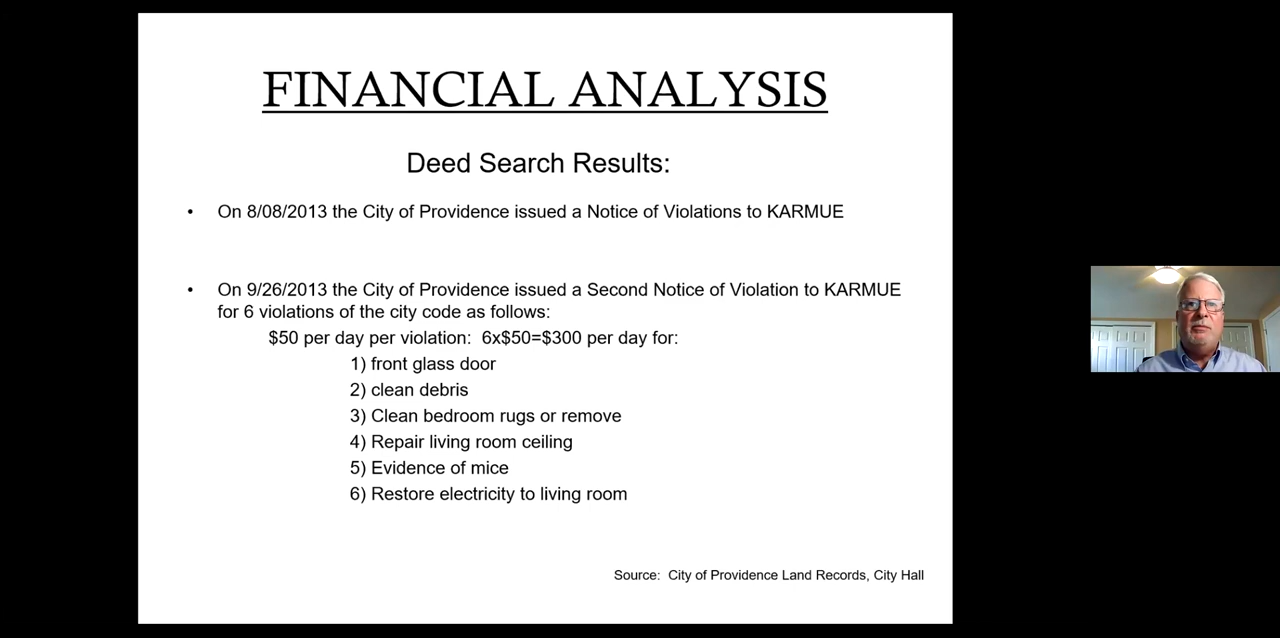 FINANCIAL ANALYSIS
Deed Search Results:
• On 8/08/2013 the City of Providence issued a Notice of Violations to KARMUE
• On 9/26/2013 the City of Providence issued a Second Notice of Violation to KARMUE
for 6 violations of the city code as follows:
$50 per day per violation:  6x$50=$300 per day for:
1) front glass door
2) clean debris
3) Clean bedroom rugs or remove
4) Repair living room ceiling
5) Evidence of mice
6) Restore electricity to living room
Source:  City of Providence Land Records, City Hall